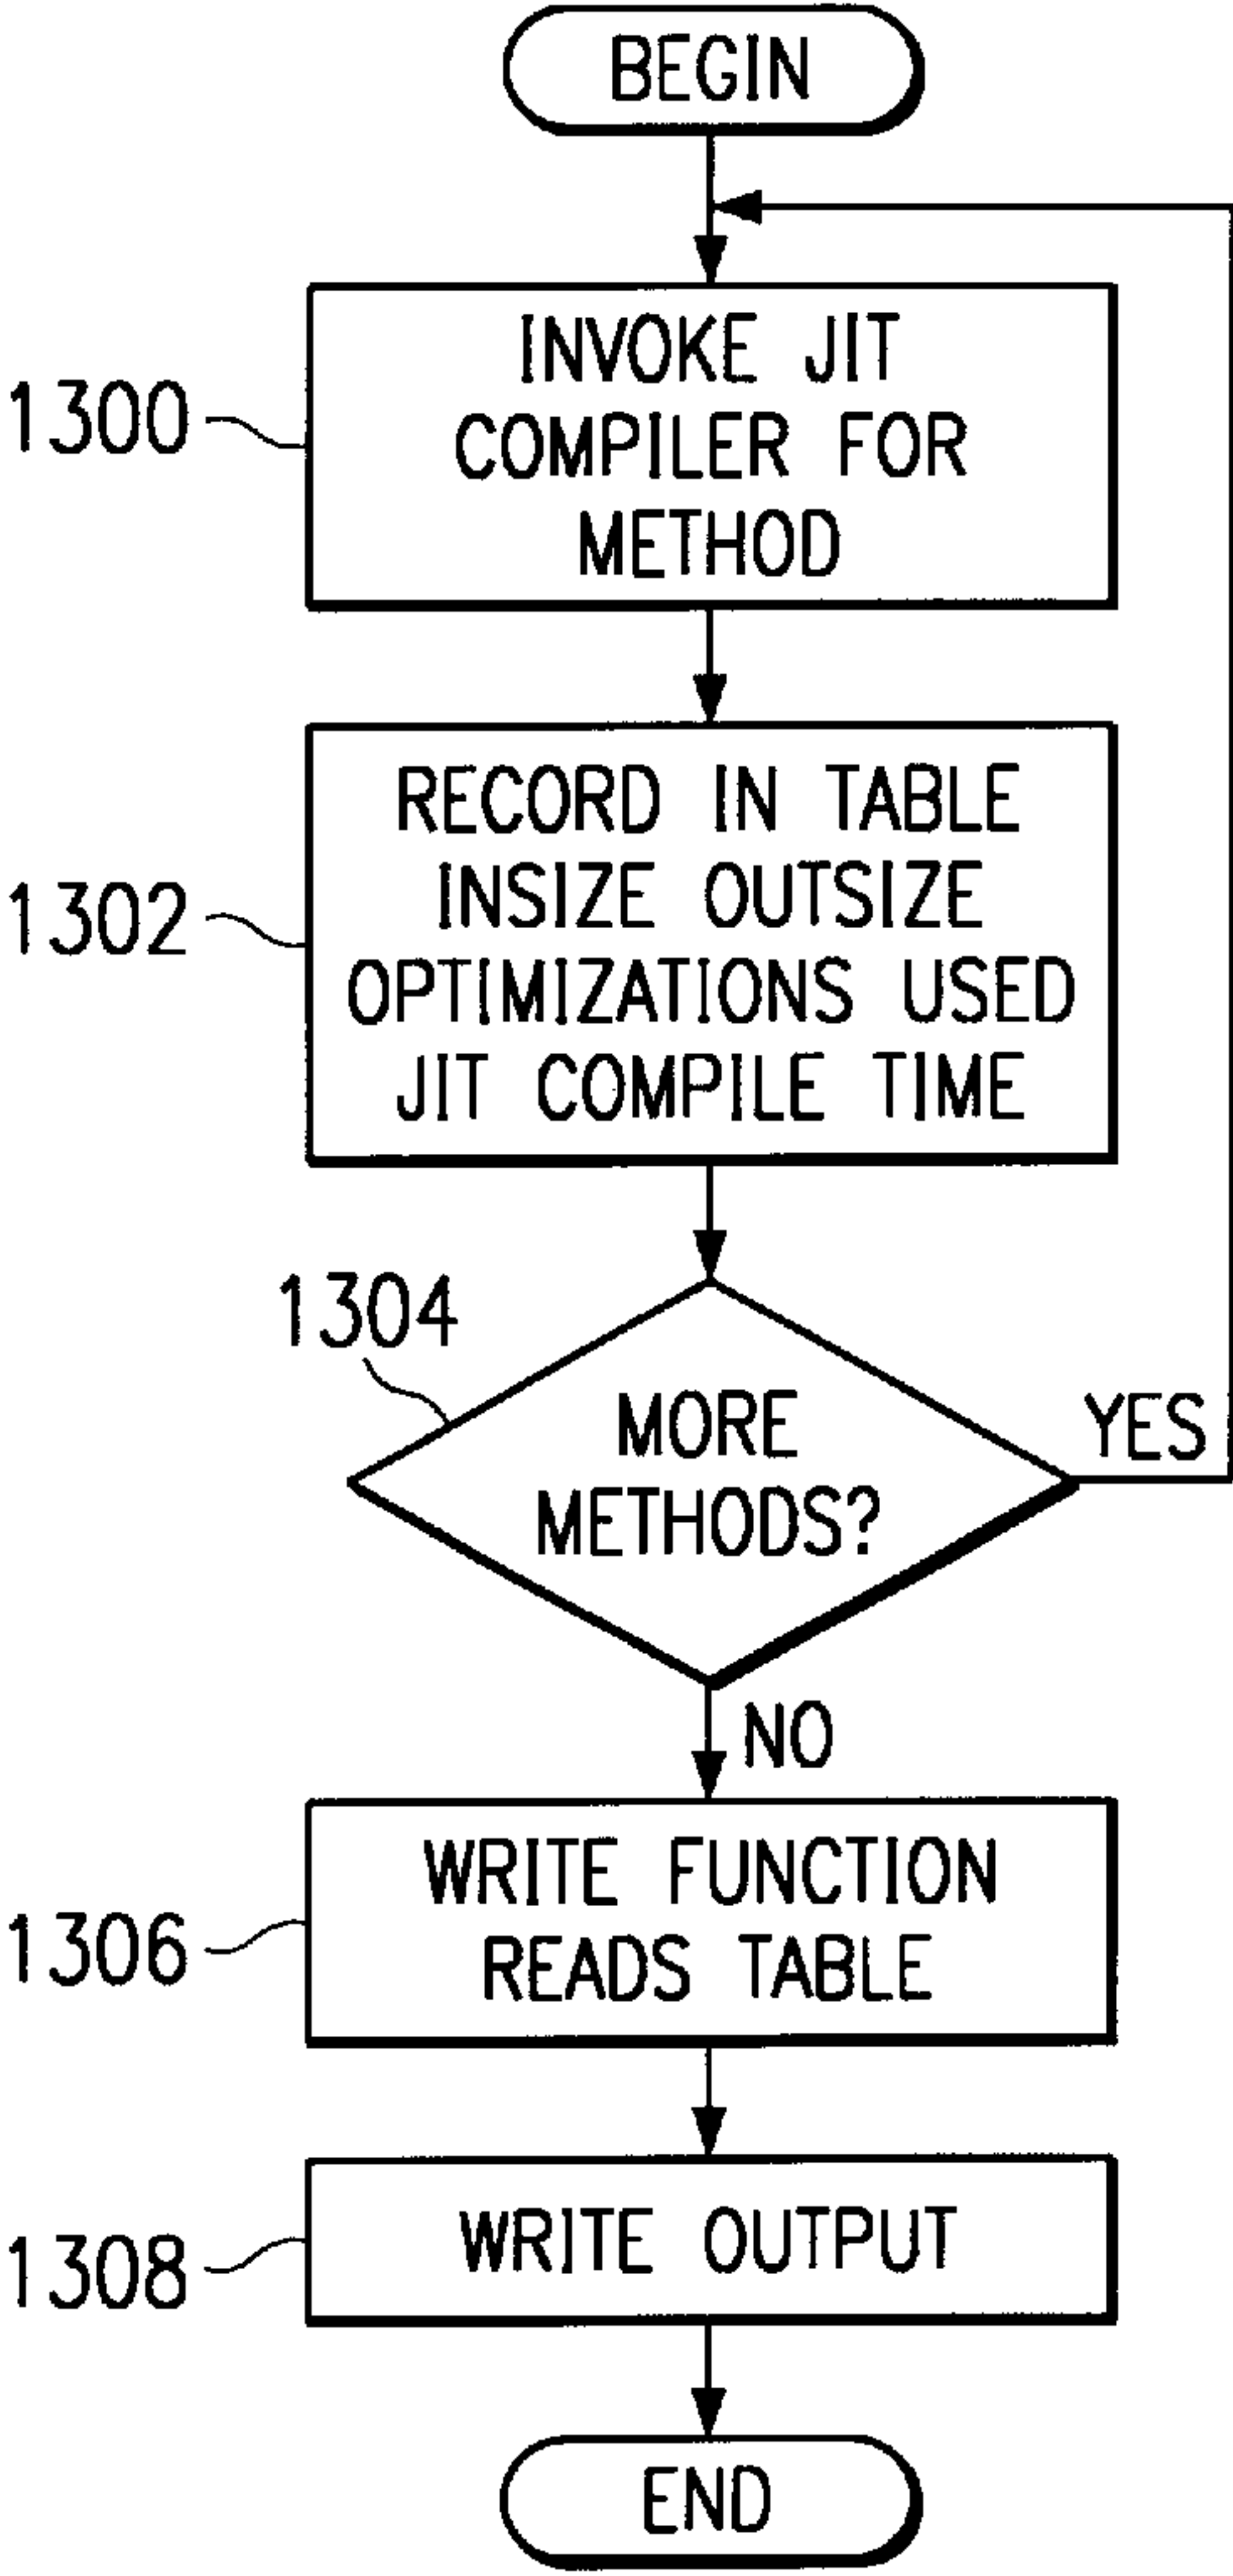 BEGIN
INVOKE JIT
COMPILER FOR
METHOD
1300
RECORD IN TABLE
INSIZE OUTSIZE
OPTIMIZATIONS USED
JIT COMPILE TIME
1302
1304
MORE
METHODS?
YES
NO
WRITE FUNCTION
READS TABLE
1306
WRITE OUTPUT
1308
END